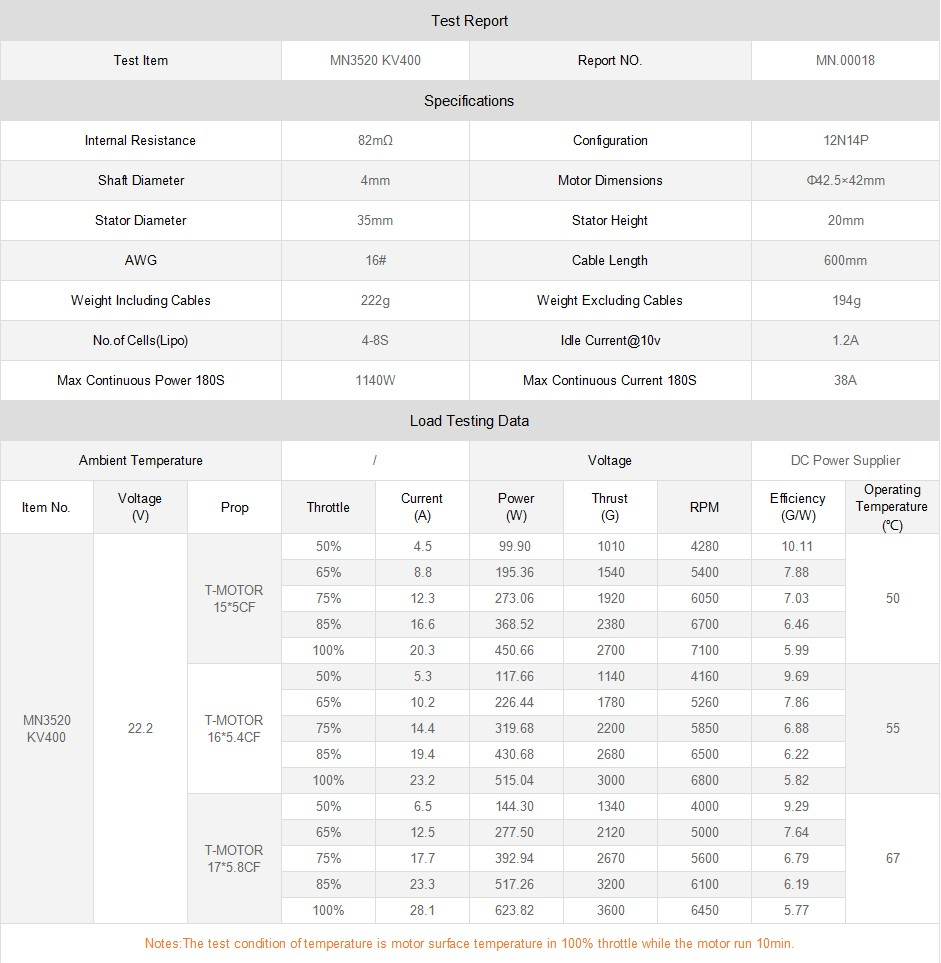 Test Report
Test Item MN3520 KV400 Report NO. MN.00018
Specifications
Internal Resistance 82mΩ Configuration 12N14P
Shaft Diameter 4mm Motor Dimensions Φ42.5×42mm
Stator Diameter 35mm Stator Height 20mm
AWG 16# Cable Length 600mm
Weight Including Cables 222g Weight Excluding Cables 194g
No.of Cells(Lipo) 4-8S Idle Current@10v 1.2A
Max Continuous Power 180S 1140W Max Continuous Current 180S 38A
Load Testing Data
Ambient Temperature / Voltage DC Power Supplier
Item No. Voltage (V) Prop Throttle Current (A) Power (W) Thrust (G) RPM Efficiency (G/W) Operating Temperature (℃)
MN3520 KV400 22.2 T-MOTOR 15*5CF 50% 4.5 99.90 1010 4280 10.11 50
65% 8.8 195.36 1540 5400 7.88
75% 12.3 273.06 1920 6050 7.03
85% 16.6 368.52 2380 6700 6.46
100% 20.3 450.66 2700 7100 5.99
T-MOTOR 16*5.4CF 50% 5.3 117.66 1140 4160 9.69 55
65% 10.2 226.44 1780 5260 7.86
75% 14.4 319.68 2200 5850 6.88
85% 19.4 430.68 2680 6500 6.22
100% 23.2 515.04 3000 6800 5.82
T-MOTOR 17*5.8CF 50% 6.5 144.30 1340 4000 9.29 67
65% 12.5 277.50 2120 5000 7.64
75% 17.7 392.94 2670 5600 6.79
85% 23.3 517.26 3200 6100 6.19
100% 28.1 623.82 3600 6450 5.77
Notes:The test condition of temperature is motor surface temperature in 100% throttle while the motor run 10min.